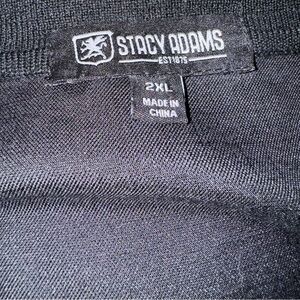 STACY ADAMS
EST1875
2XL
MADE IN
CHINA